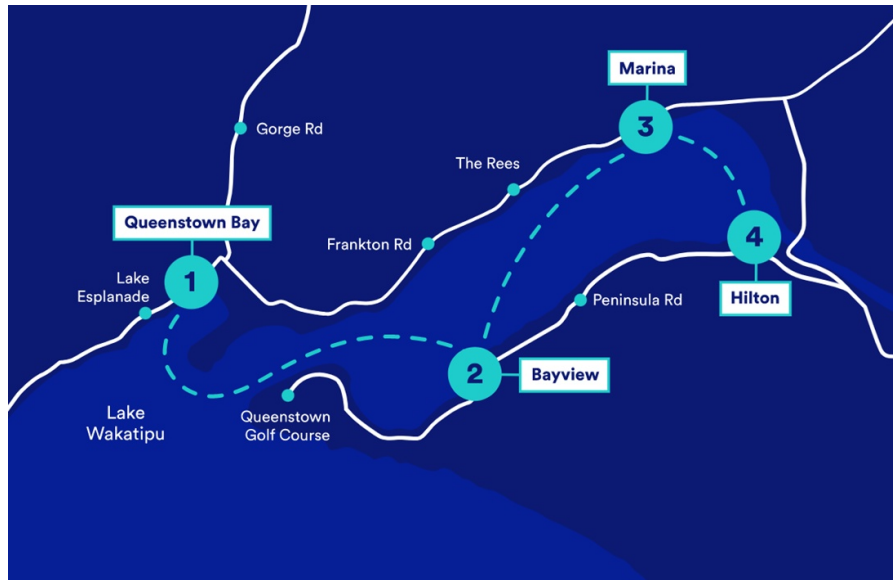 Marina
3
Gorge Rd
The Rees
Queenstown Bay
1
Frankton Rd
4
Lake
Esplanade
Peninsula Rd
Hilton
2
Bayview
Lake
Wakatipu
Queenstown
Golf Course